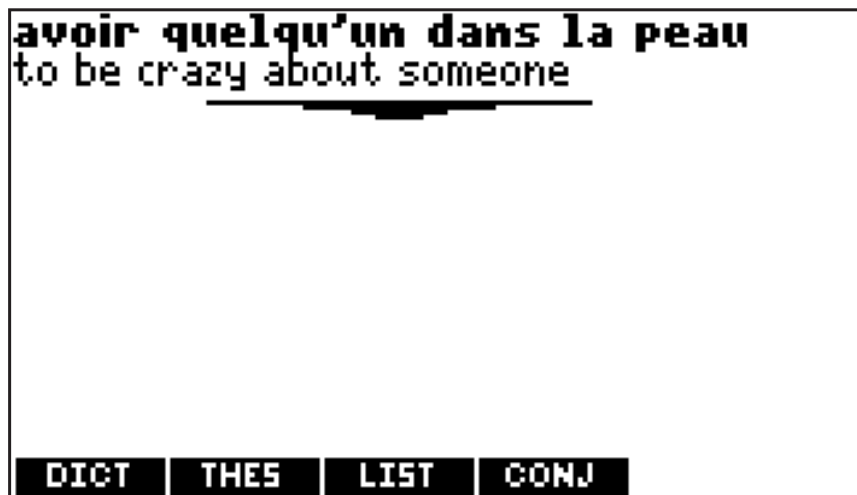 avoir quelqu'un dans la peau
to be crazy about someone
DICT THES LIST CONJ